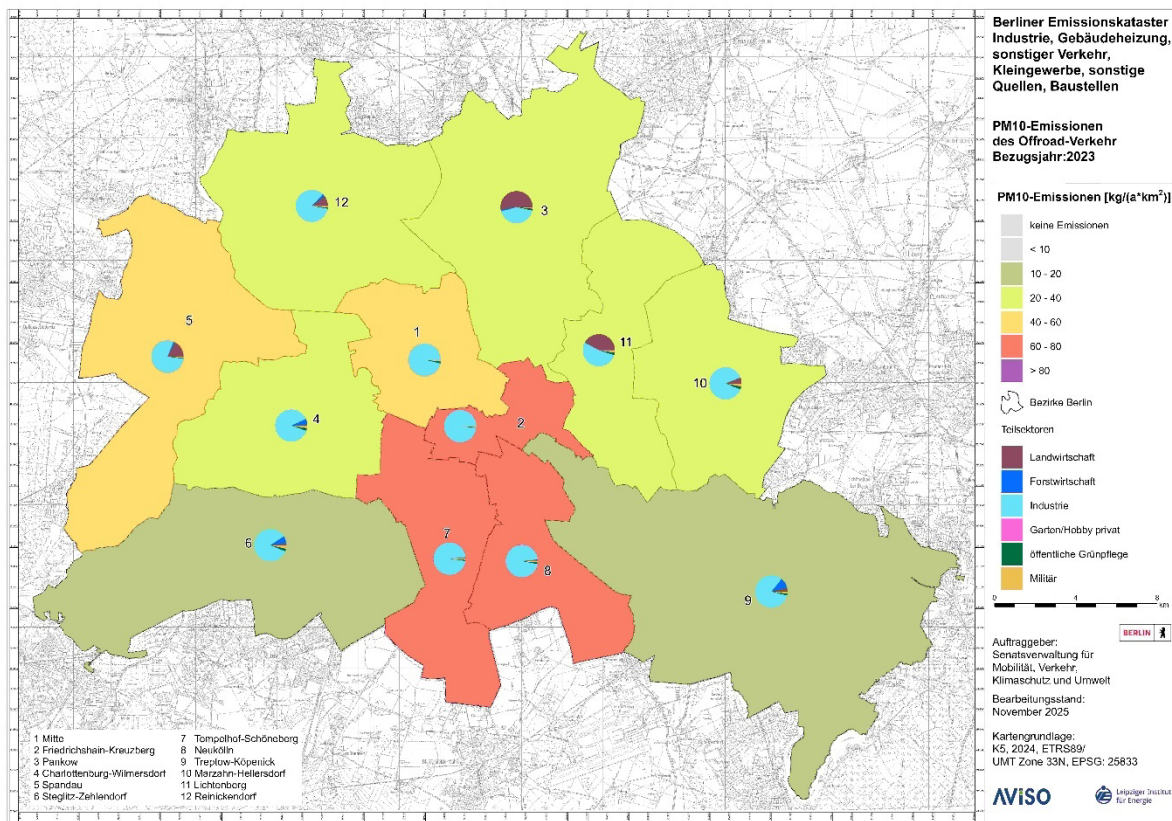 Berliner Emissionskataster
Industrie, Gebäudeheizung,
sonstiger Verkehr,
Kleingewerbe, sonstige
Quellen, Baustellen
PM10-Emissionen
des Offroad-Verkehr
Bezugsjahr:2023
PM10-Emissionen [kg/(a*km²)]
keine Emissionen
< 10
10 - 20
20 - 40
40 - 60
60 - 80
> 80
Bezirke Berlin
Teilsektoren
Landwirtschaft
Forstwirtschaft
Industrie
Garten/Hobby privat
öffentliche Grünpflege
Militär
0 4 8
km
BERLIN
Auftraggeber:
Senatsverwaltung für
Mobilität, Verkehr,
Klimaschutz und Umwelt
Bearbeitungsstand:
November 2025
Kartengrundlage:
K5, 2024, ETRS89/
UMT Zone 33N, EPSG: 25833
AVISO
Leipziger Institut
für Energie
12
3
5
1
11
10
4
2
6
7
8
9
1 Mitte
2 Friedrichshain-Kreuzberg
3 Pankow
4 Charlottenburg-Wilmersdorf
5 Spandau
6 Steglitz-Zehlendorf
7 Tempelhof-Schöneberg
8 Neukölln
9 Treptow-Köpenick
10 Marzahn-Hellersdorf
11 Lichtenberg
12 Reinickendorf